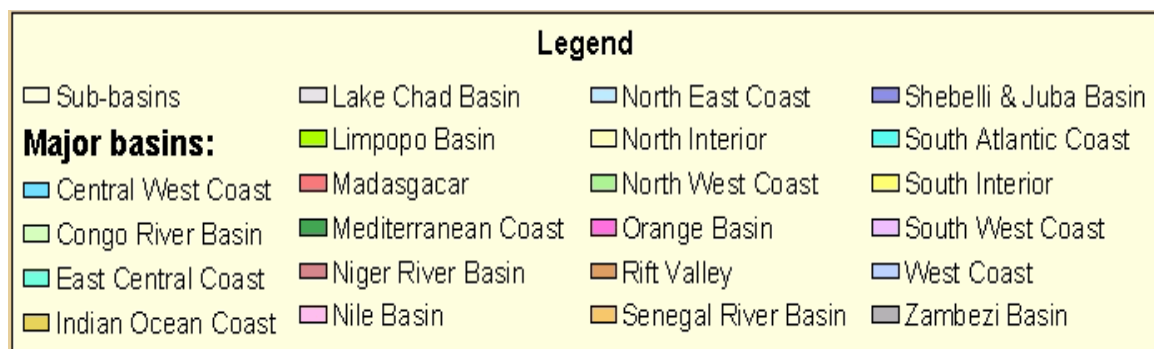 Legend
Sub-basins
Major basins:
Central West Coast
Congo River Basin
East Central Coast
Indian Ocean Coast
Lake Chad Basin
Limpopo Basin
Madasgacar
Mediterranean Coast
Niger River Basin
Nile Basin
North East Coast
North Interior
North West Coast
Orange Basin
Rift Valley
Senegal River Basin
Shebelli & Juba Basin
South Atlantic Coast
South Interior
South West Coast
West Coast
Zambezi Basin